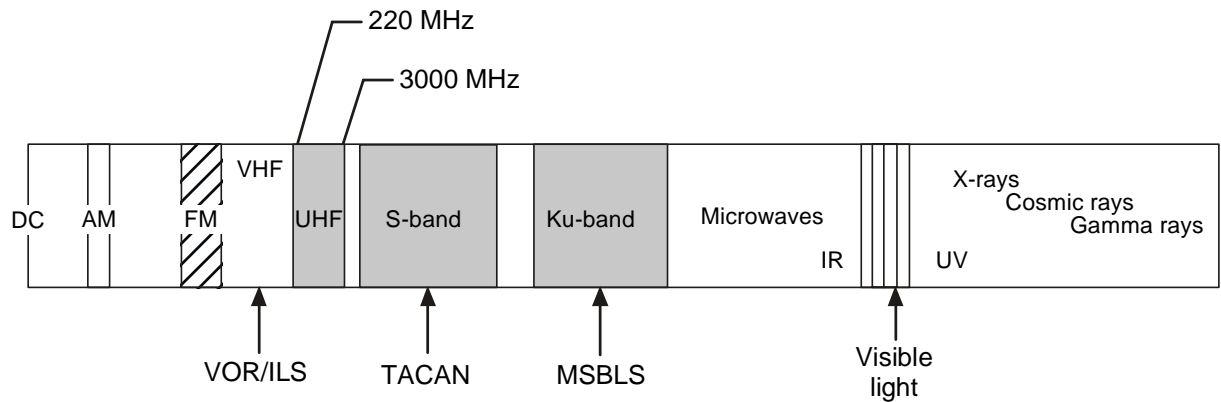 220 MHz
3000 MHz
VHF
X-rays
Cosmic rays
DC
AM
FM
UHF
S-band
Ku-band
Microwaves
Gamma rays
IR
UV
VOR/ILS
TACAN
MSBLS
Visible
light